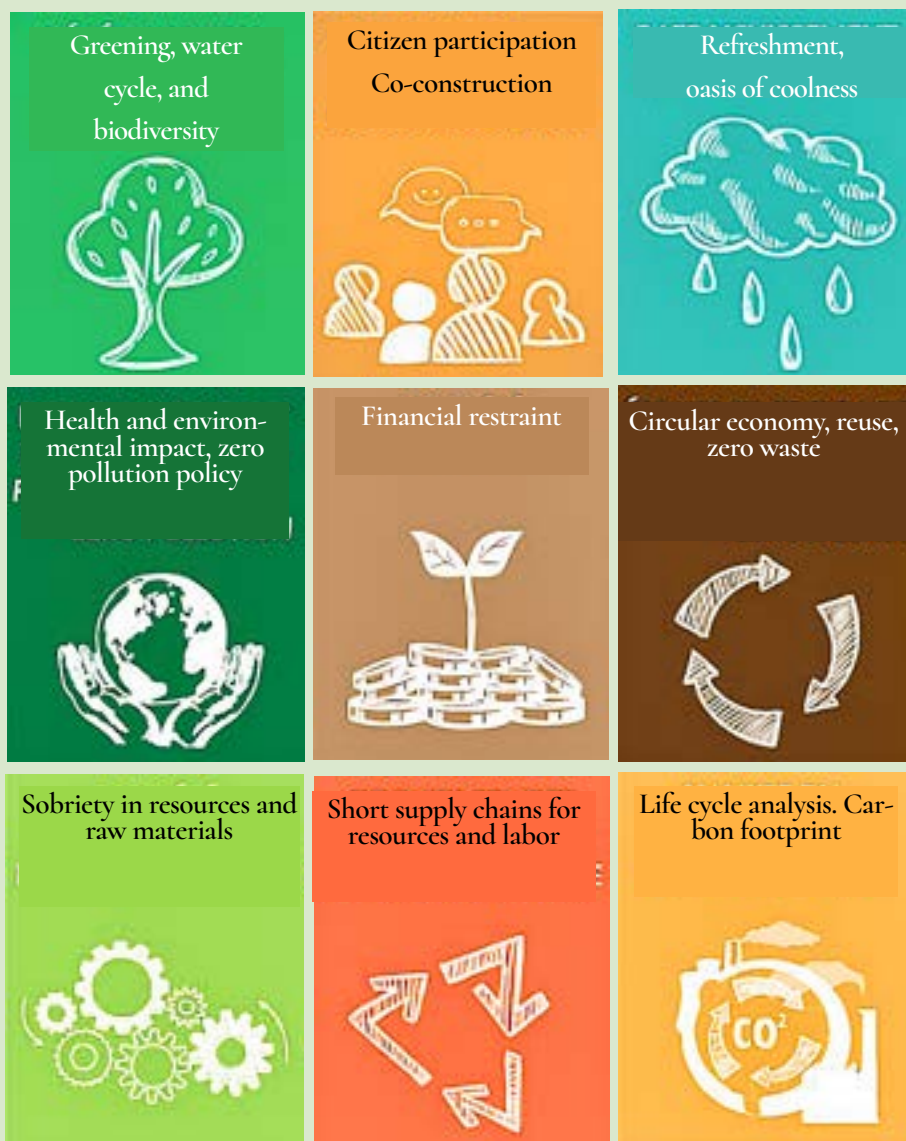 Greening, water
cycle, and
biodiversity
Citizen participation
Co-construction
Refreshment,
oasis of coolness
Health and environ-
mental impact, zero
pollution policy
Financial restraint
Circular economy, reuse,
zero waste
Sobriety in resources and
raw materials
Short supply chains for
resources and labor
Life cycle analysis. Car-
bon footprint
CO²